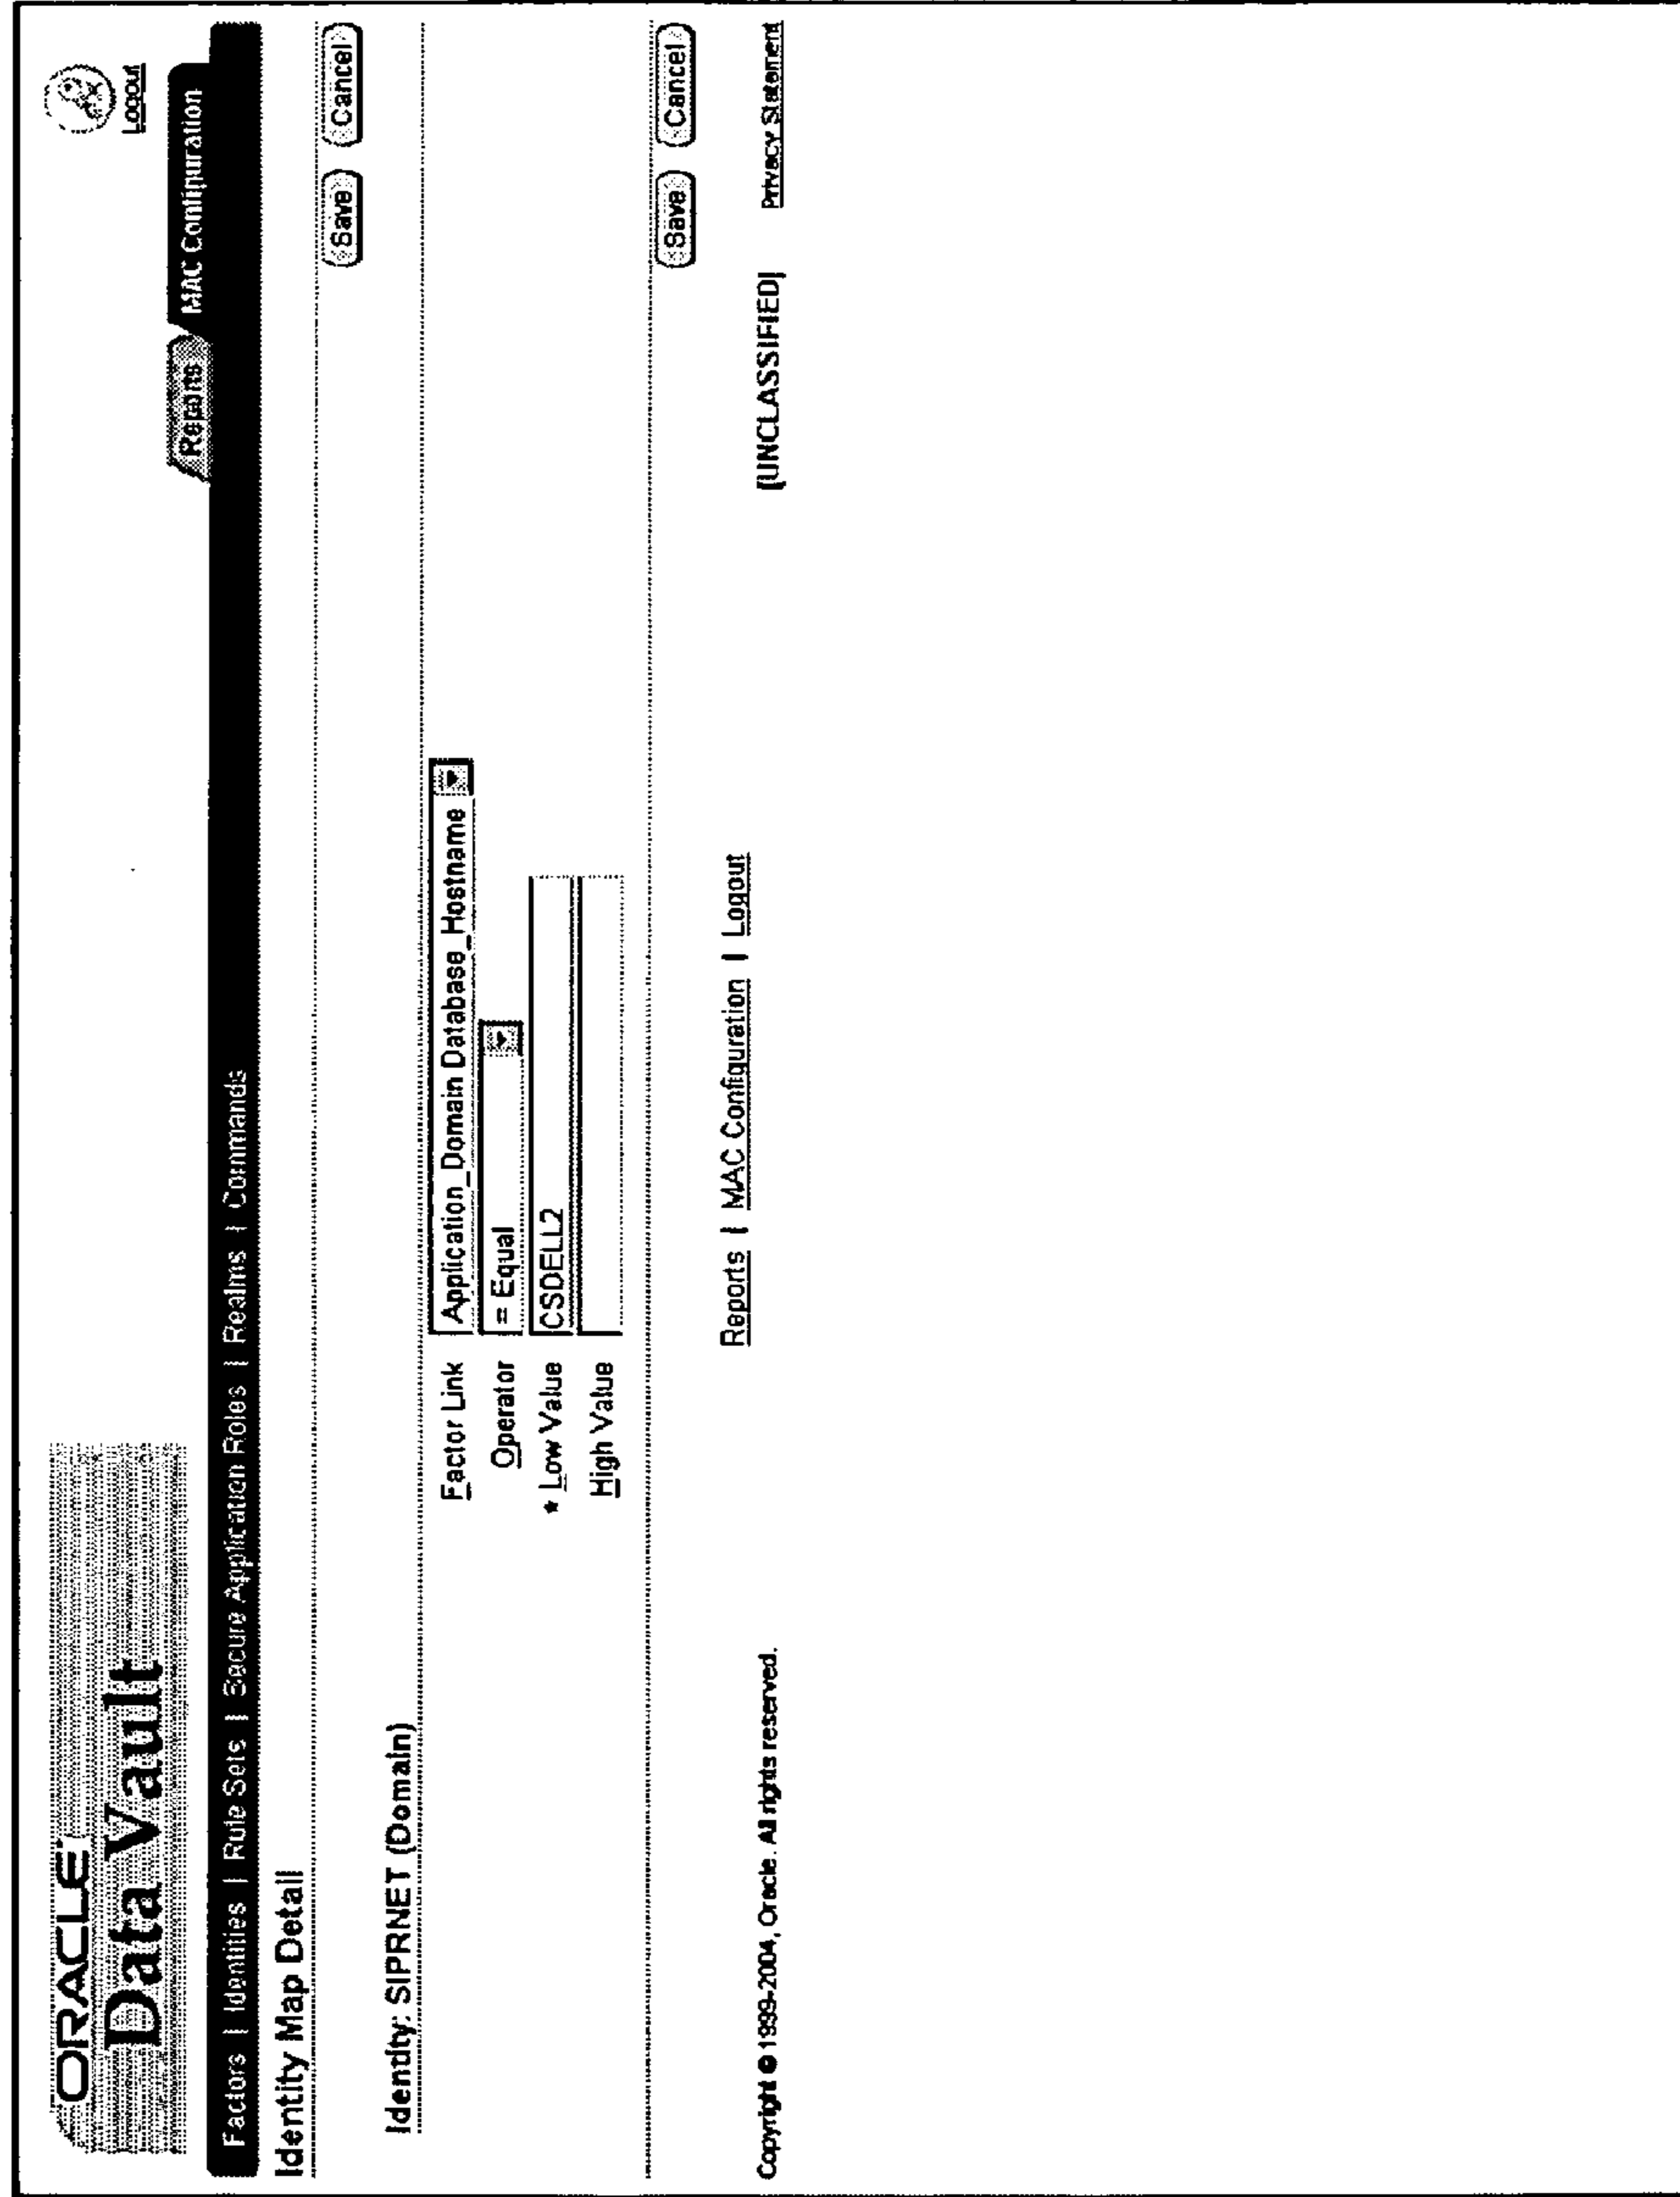 ORACLE
Data Vault
Logout
Reports MAC Configuration
Factors | Identities | Rule Sets | Secure Application Roles | Realms | Commands
Identity Map Detail
Save Cancel
Identity: SIPRNET (Domain)
Factor Link Application_Domain Database_Hostname
Operator = Equal
* Low Value CSDELL2
High Value
Save Cancel
Reports | MAC Configuration | Logout
Copyright © 1999-2004, Oracle. All rights reserved. [UNCLASSIFIED] Privacy Statement